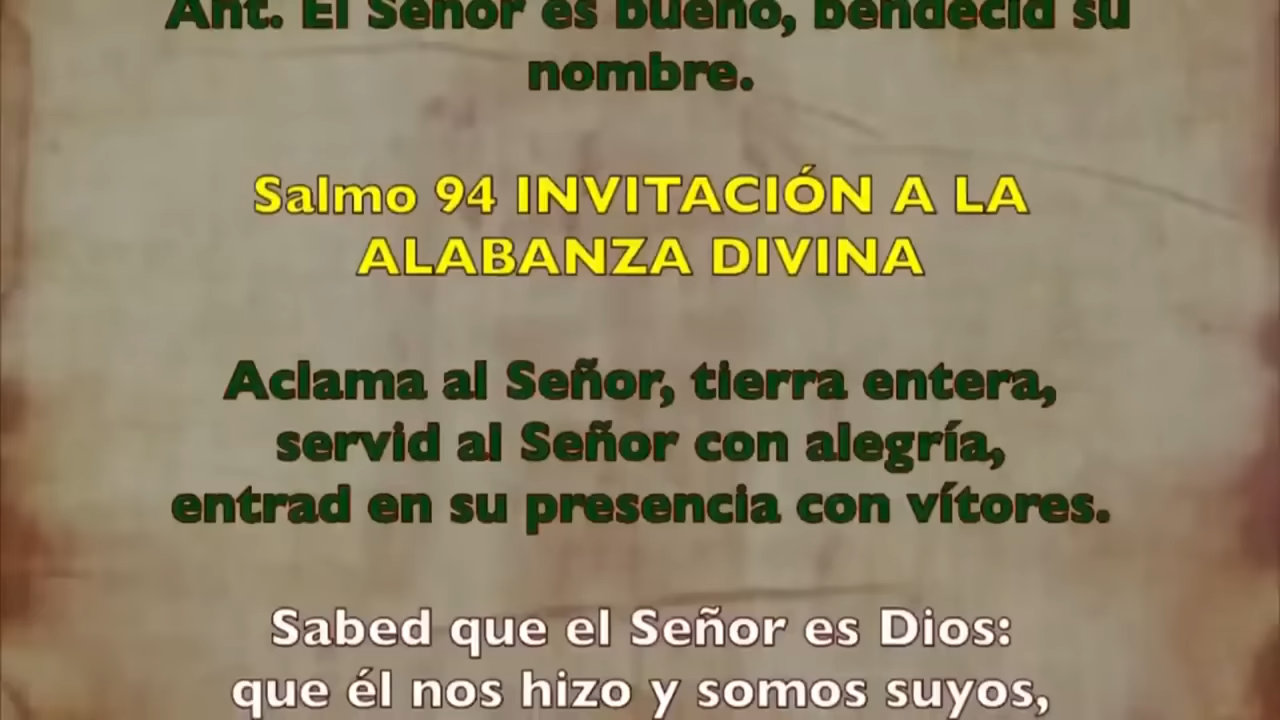 Ant. El Señor es bueno, bendecid su
nombre.
Salmo 94 INVITACIÓN A LA
ALABANZA DIVINA
Aclama al Señor, tierra entera,
servid al Señor con alegría,
entrad en su presencia con vítores.
Sabed que el Señor es Dios:
que él nos hizo y somos suyos,